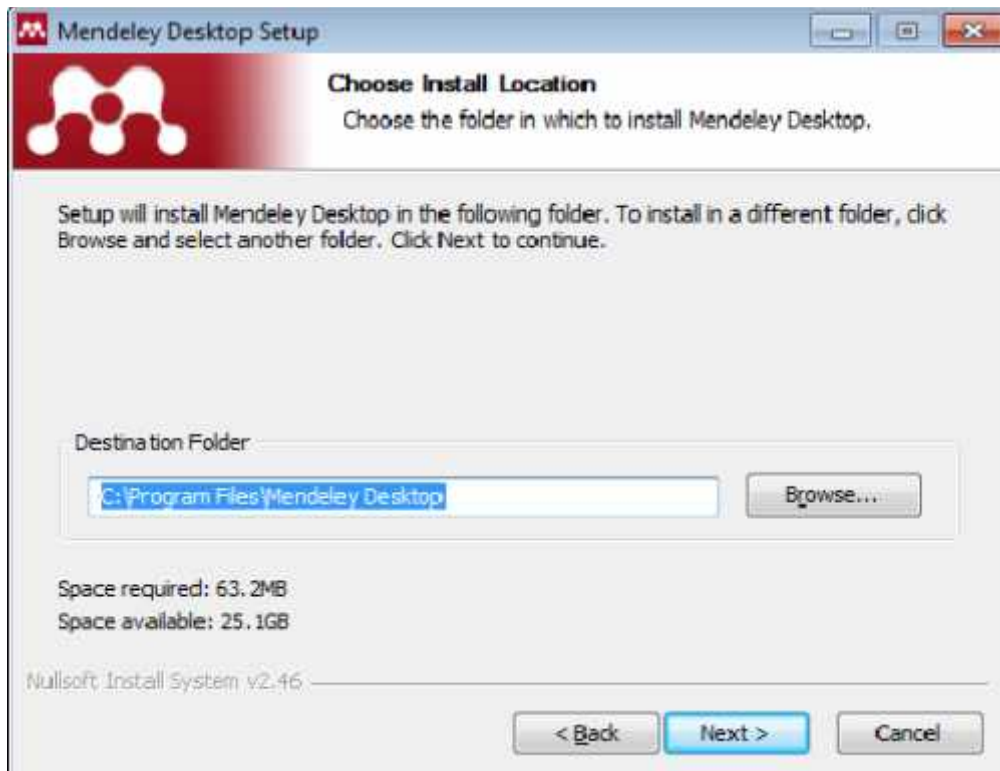 Mendeley Desktop Setup
Choose Install Location
Choose the folder in which to install Mendeley Desktop.
Setup will install Mendeley Desktop in the following folder. To install in a different folder, click
Browse and select another folder. Click Next to continue.
Destination Folder
C:\Program Files\Mendeley Desktop
Browse...
Space required: 63.2MB
Space available: 25.1GB
Nullsoft Install System v2.46
< Back
Next >
Cancel